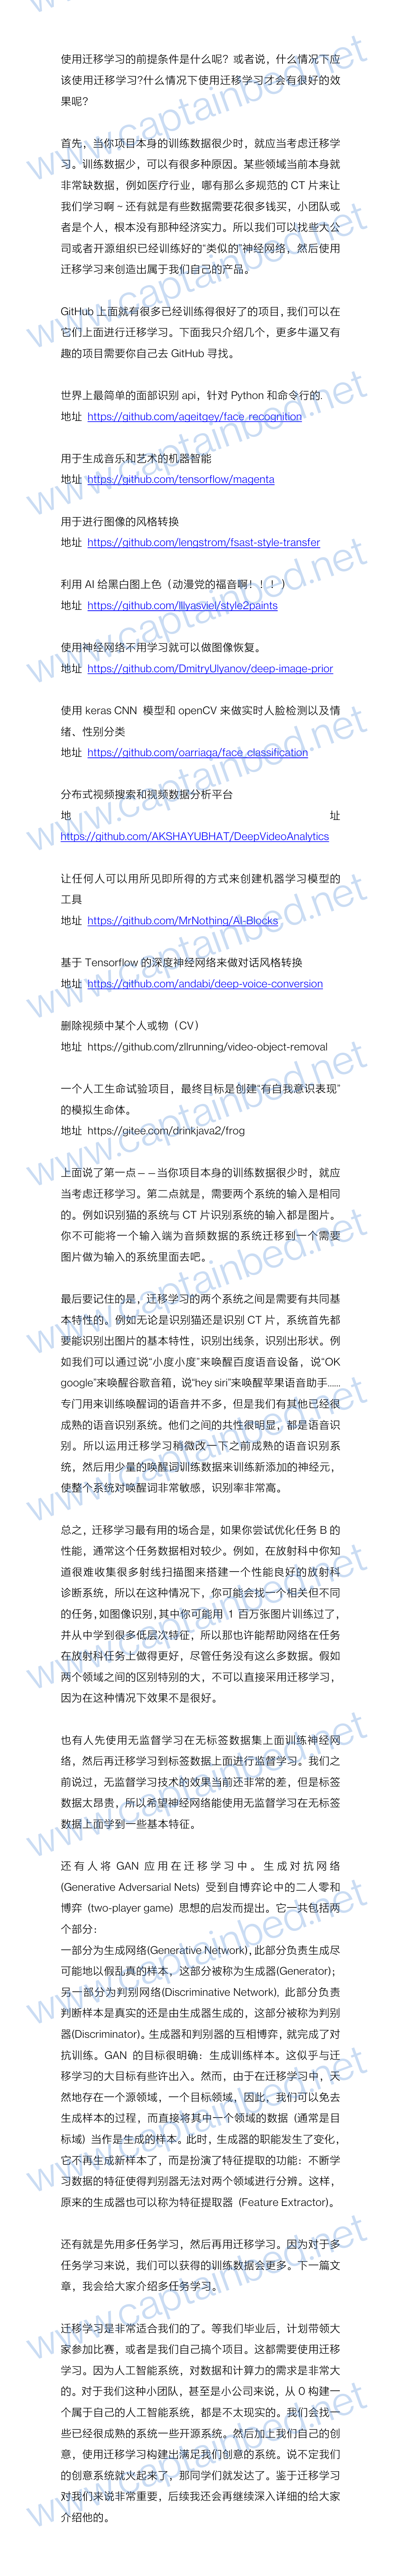 使用迁移学习的前提条件是什么呢？或者说，什么情况下应
该使用迁移学习?什么情况下使用迁移学习才会有很好的效
果呢?
首先，当你项目本身的训练数据很少时，就应当考虑迁移学
习。训练数据少，可以有很多种原因。某些领域当前本身就
非常缺数据，例如医疗行业，哪有那么多规范的 CT 片来让
我们学习啊 ~ 还有就是有些数据需要花很多钱买，小团队或
者是个人，根本没有那种经济实力。所以我们可以找些大公
司或者开源组织已经训练好的“类似的”神经网络，然后使用
迁移学习来创造出属于我们自己的产品。
GitHub 上面就有很多已经训练得很好了的项目，我们可以在
它们上面进行迁移学习。下面我只介绍几个，更多牛逼又有
趣的项目需要你自己去 GitHub 寻找。
世界上最简单的面部识别 api，针对 Python 和命令行的.
地址 https://github.com/ageitgey/face_recognition
用于生成音乐和艺术的机器智能
地址 https://github.com/tensorflow/magenta
用于进行图像的风格转换
地址 https://github.com/lengstrom/fsast-style-transfer
利用 AI 给黑白图上色（动漫党的福音啊！！！）
地址 https://github.com/lllyasviel/style2paints
使用神经网络不用学习就可以做图像恢复。
地址 https://github.com/DmitryUlyanov/deep-image-prior
使用 keras CNN 模型和 openCV 来做实时人脸检测以及情
绪、性别分类
地址 https://github.com/oarriaga/face_classification
分布式视频搜索和视频数据分析平台
地 址
https://github.com/AKSHAYUBHAT/DeepVideoAnalytics
让任何人可以用所见即所得的方式来创建机器学习模型的
工具
地址 https://github.com/MrNothing/AI-Blocks
基于 Tensorflow 的深度神经网络来做对话风格转换
地址 https://github.com/andabi/deep-voice-conversion
删除视频中某个人或物（CV）
地址 https://github.com/zllrunning/video-object-removal
一个人工生命试验项目，最终目标是创建“有自我意识表现”
的模拟生命体。
地址 https://gitee.com/drinkjava2/frog
上面说了第一点——当你项目本身的训练数据很少时，就应
当考虑迁移学习。第二点就是，需要两个系统的输入是相同
的。例如识别猫的系统与 CT 片识别系统的输入都是图片。
你不可能将一个输入端为音频数据的系统迁移到一个需要
图片做为输入的系统里面去吧。
最后要记住的是，迁移学习的两个系统之间是需要有共同基
本特性的。例如无论是识别猫还是识别 CT 片，系统首先都
要能识别出图片的基本特性，识别出线条，识别出形状。例
如我们可以通过说“小度小度”来唤醒百度语音设备，说“OK
google”来唤醒谷歌音箱，说“hey siri”来唤醒苹果语音助手......
专门用来训练唤醒词的语音并不多，但是我们有其他已经很
成熟的语音识别系统。他们之间的共性很明显，都是语音识
别。所以运用迁移学习稍微改一下之前成熟的语音识别系
统，然后用少量的唤醒词训练数据来训练新添加的神经元，
使整个系统对唤醒词非常敏感，识别率非常高。
总之，迁移学习最有用的场合是，如果你尝试优化任务 B 的
性能，通常这个任务数据相对较少。例如，在放射科中你知
道很难收集很多射线扫描图来搭建一个性能良好的放射科
诊断系统，所以在这种情况下，你可能会找一个相关但不同
的任务，如图像识别，其中你可能用 1 百万张图片训练过了，
并从中学到很多低层次特征，所以那也许能帮助网络在任务
在放射科任务上做得更好，尽管任务没有这么多数据。假如
两个领域之间的区别特别的大，不可以直接采用迁移学习，
因为在这种情况下效果不是很好。
也有人先使用无监督学习在无标签数据集上面训练神经网
络，然后再迁移学习到标签数据上面进行监督学习。我们之
前说过，无监督学习技术的效果当前还非常的差，但是标签
数据太昂贵，所以希望神经网络能使用无监督学习在无标签
数据上面学到一些基本特征。
还有人将 GAN 应用在迁移学习中。生成对抗网络
(Generative Adversarial Nets) 受到自博弈论中的二人零和
博弈 (two-player game) 思想的启发而提出。它一共包括两
个部分：
一部分为生成网络(Generative Network)，此部分负责生成尽
可能地以假乱真的样本，这部分被称为生成器(Generator)；
另一部分为判别网络(Discriminative Network), 此部分负责
判断样本是真实的还是由生成器生成的，这部分被称为判别
器(Discriminator)。生成器和判别器的互相博弈，就完成了对
抗训练。GAN 的目标很明确：生成训练样本。这似乎与迁
移学习的大目标有些许出入。然而，由于在迁移学习中，天
然地存在一个源领域，一个目标领域，因此，我们可以免去
生成样本的过程，而直接将其中一个领域的数据 (通常是目
标域) 当作是生成的样本。此时，生成器的职能发生了变化，
它不再生成新样本了，而是扮演了特征提取的功能：不断学
习数据的特征使得判别器无法对两个领域进行分辨。这样，
原来的生成器也可以称为特征提取器 (Feature Extractor)。
还有就是先用多任务学习，然后再用迁移学习。因为对于多
任务学习来说，我们可以获得的训练数据会更多。下一篇文
章，我会给大家介绍多任务学习。
迁移学习是非常适合我们的了。等我们毕业后，计划带领大
家参加比赛，或者是我们自己搞个项目。这都需要使用迁移
学习。因为人工智能系统，对数据和计算力的需求是非常大
的。对于我们这种小团队，甚至是小公司来说，从 0 构建一
个属于自己的人工智能系统，都是不太现实的。我们会找一
些已经很成熟的系统一些开源系统。然后加上我们自己的创
意，使用迁移学习构建出满足我们创意的系统。说不定我们
的创意系统就火起来了，那同学们就发达了。鉴于迁移学习
对我们来说非常重要，后续我还会再继续深入详细的给大家
介绍他的。
www.captainbed.net